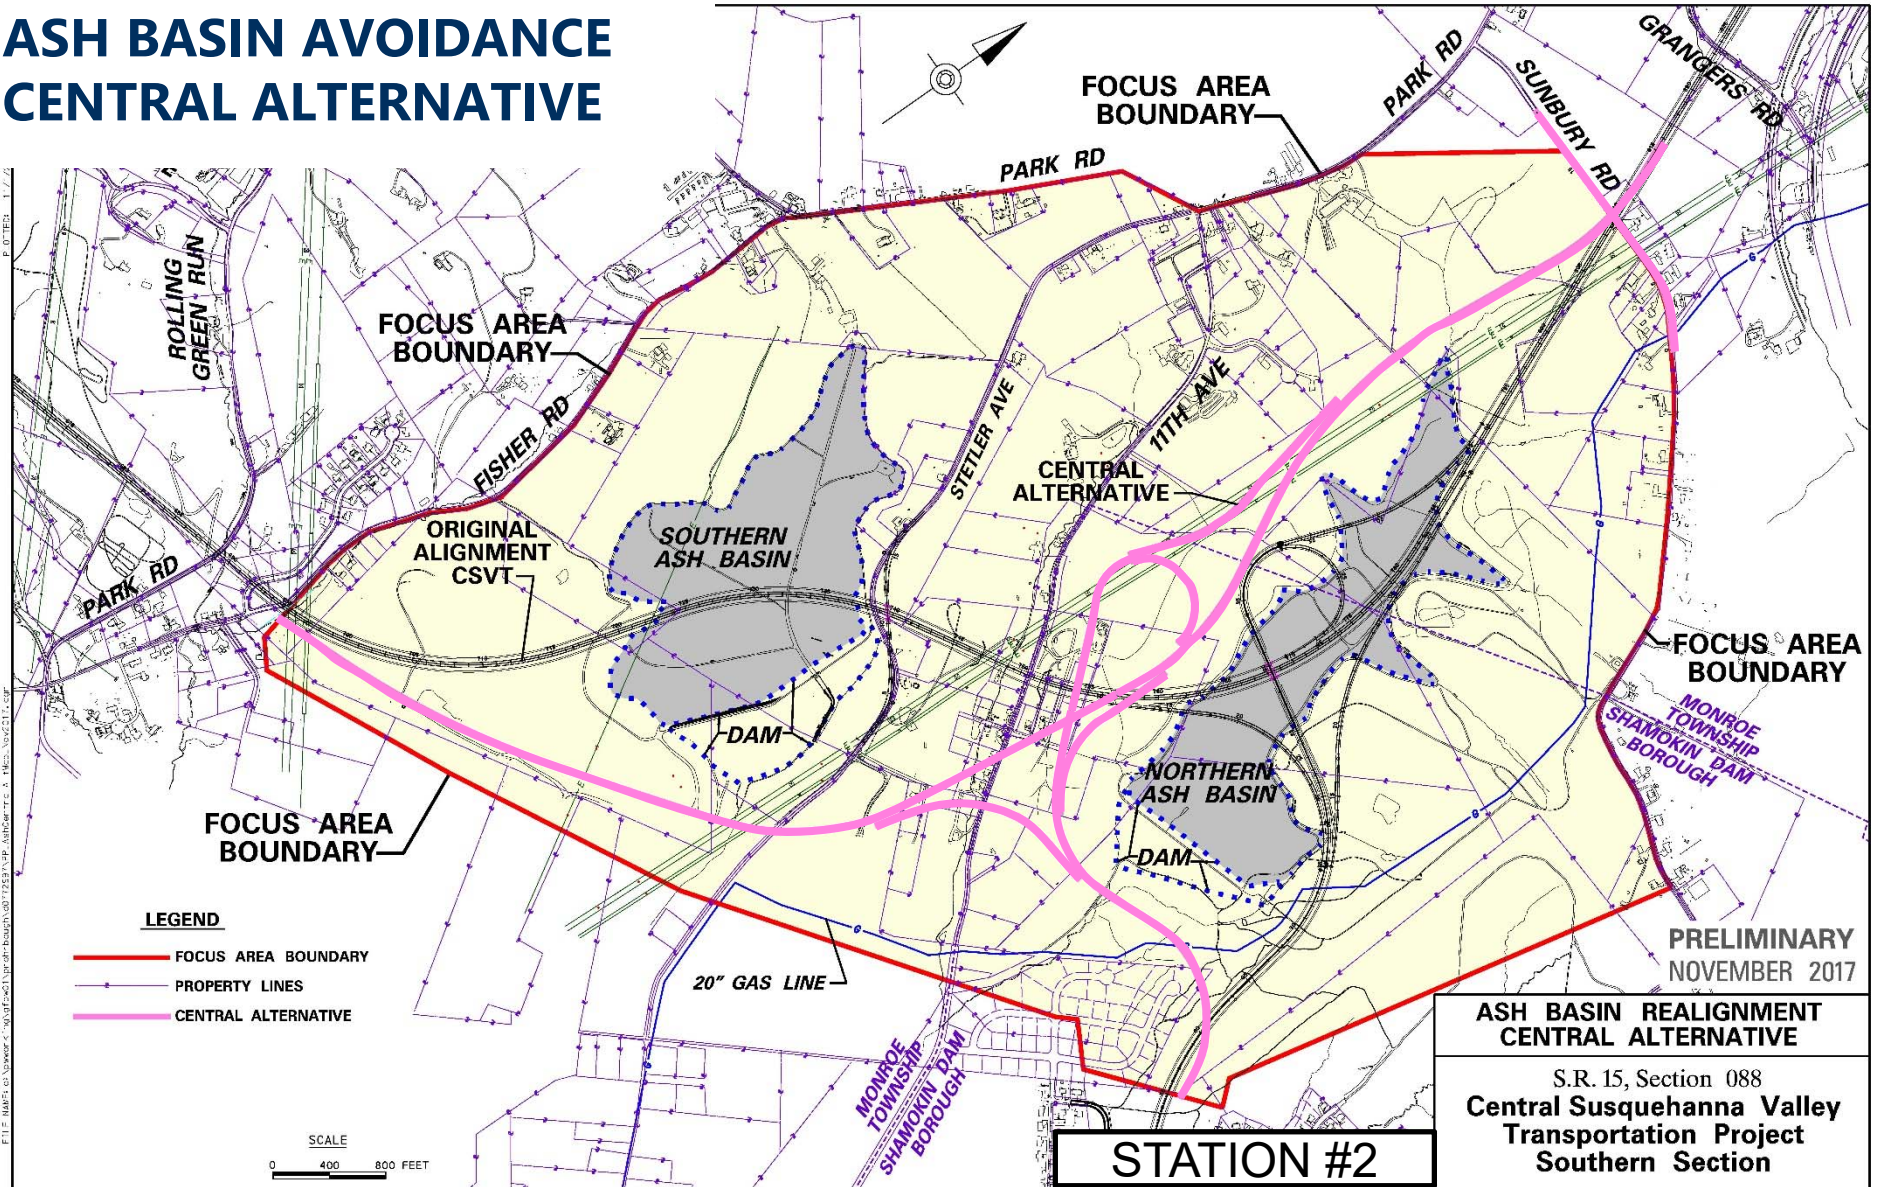 ASH BASIN AVOIDANCE
CENTRAL ALTERNATIVE
FOCUS AREA
BOUNDARY
PARK RD
SUNBURY RD
GRANGERS RD
PARK RD
ROLLING
GREEN RUN
FOCUS AREA
BOUNDARY
FISHER RD
STETLER AVE
11TH AVE
CENTRAL
ALTERNATIVE
ORIGINAL
ALIGNMENT
CSVT
SOUTHERN
ASH BASIN
PARK RD
DAM
FOCUS AREA
BOUNDARY
MONROE
TOWNSHIP
SHAMOKIN DAM
BOROUGH
NORTHERN
ASH BASIN
DAM
FOCUS AREA
BOUNDARY
LEGEND
FOCUS AREA BOUNDARY
PROPERTY LINES
CENTRAL ALTERNATIVE
20" GAS LINE
PRELIMINARY
NOVEMBER 2017
MONROE
TOWNSHIP
SHAMOKIN DAM
BOROUGH
SCALE
0 400 800 FEET
STATION #2
ASH BASIN REALIGNMENT
CENTRAL ALTERNATIVE
S.R. 15, Section 088
Central Susquehanna Valley
Transportation Project
Southern Section